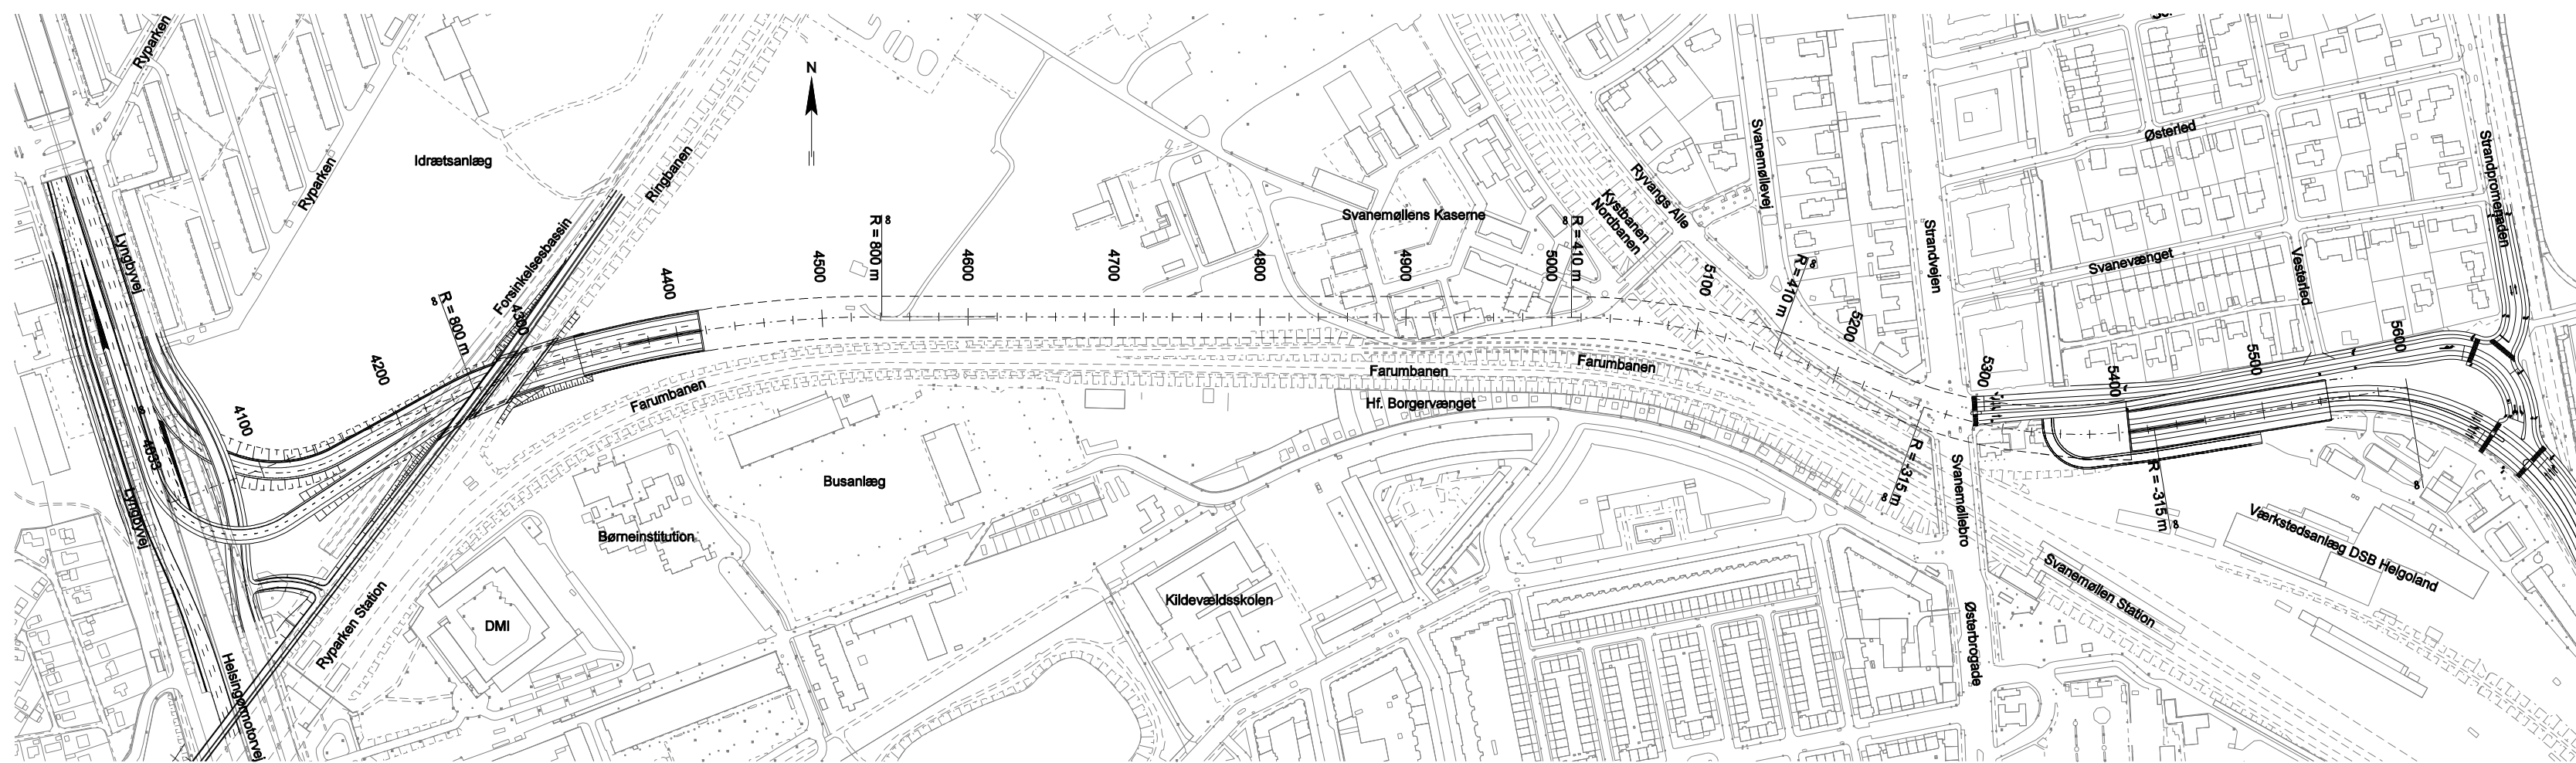 Ryparken
N
Idrætsanlæg
Ryparken
Ringbanen
Lyngbyvej
Forsinkelsesbassin
R = 800 m
4300
4400
4500
R = 800 m
4600
4700
4800
4900
5000
R = 410 m
5100
R = 410 m
5200
5300
5400
5500
5600
4200
4100
4033
Svanemøllens Kaserne
Kystbanen
Nordbanen
Ryvangs Alle
Svanemøllevej
Strandvejen
Østerled
Strandpromenaden
Svanevænget
Vesterled
Farumbanen
Farumbanen
Farumbanen
Hf. Borgervænget
Lyngbyvej
Børneinstitution
Busanlæg
DMI
Kildevældsskolen
Ryparken Station
Helsingørmotorvej
R = -315 m
R = -315 m
Svanemøllebro
Østerbrogade
Svanemøllen Station
Værkstedsanlæg DSB Helgoland